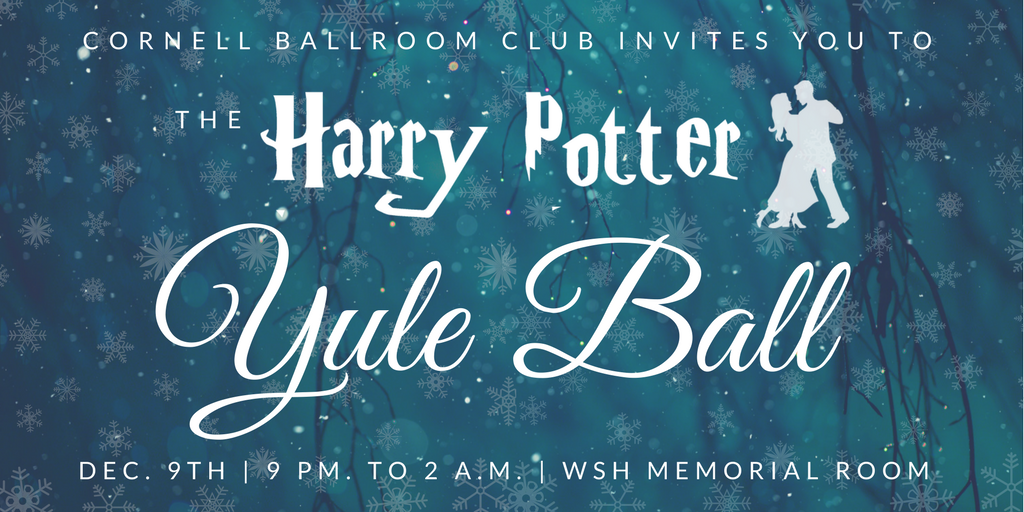 CORNELL BALLROOM CLUB INVITES YOU TO
THE Harry Potter
Yule Ball
DEC. 9TH | 9 PM. TO 2 A.M. | WSH MEMORIAL ROOM